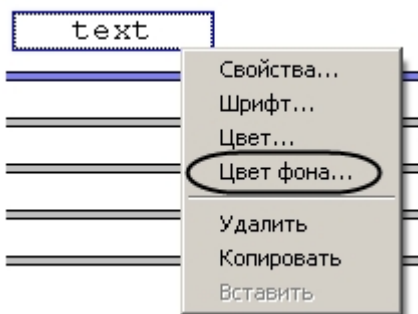 text
Свойства...
Шрифт...
Цвет...
Цвет фона...
Удалить
Копировать
Вставить